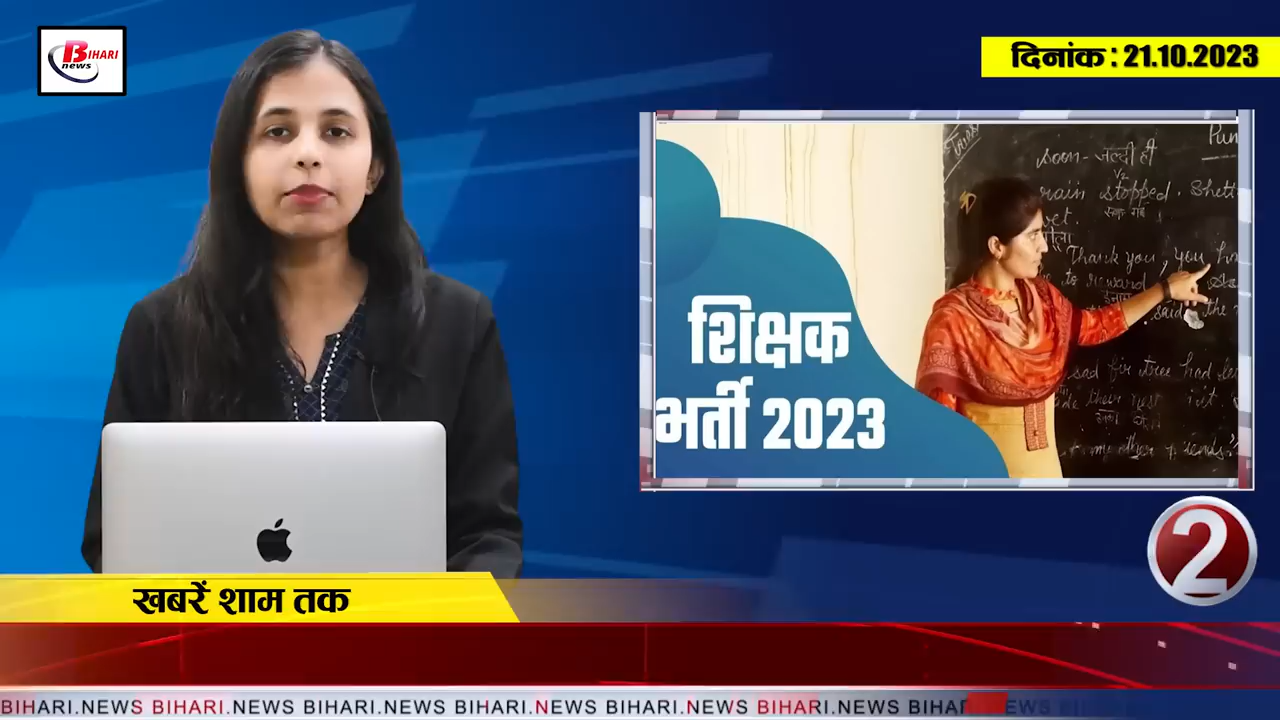 BIHARI
news
दिनांक : 21.10.2023
soon - जल्दी ही
rain stopped.
Thank you, you
शिक्षक
भर्ती 2023
2
खबरें शाम तक
BIHARI.NEWS BIHARI.NEWS BIHARI.NEWS BIHARI.NEWS BIHARI.NEWS BIHARI.NEWS